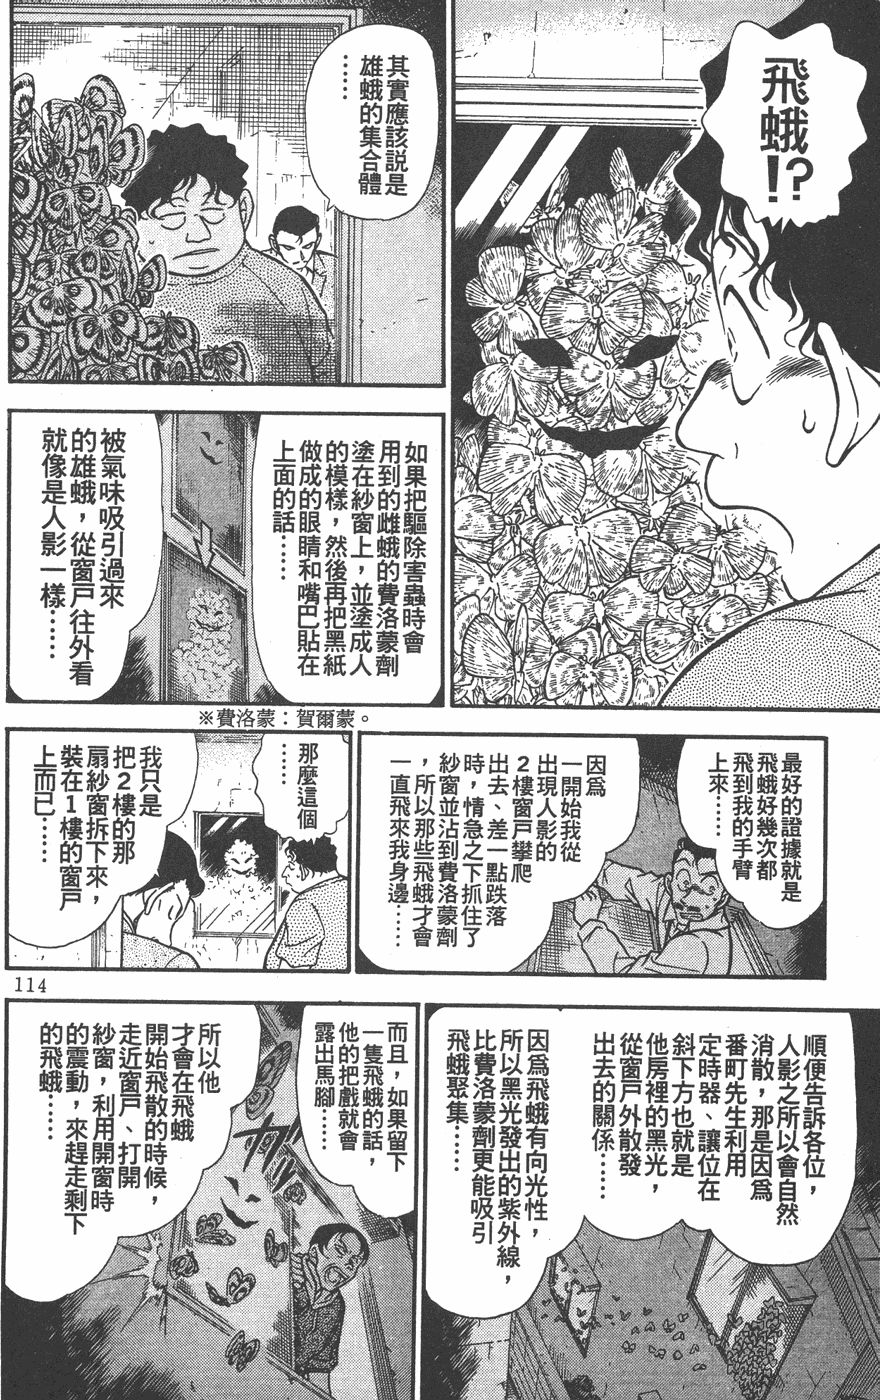 飛蛾!?
其實應該說是
雄蛾的集合體
……
如果把驅除害蟲時會
用到的雌蛾的費洛蒙劑
塗在紗窗上，並塗成人
的模樣，然後再把黑紙
做成的眼睛和嘴巴貼在
上面的話……
被氣味吸引過來
的雄蛾，從窗戸往外看
就像是人影一樣……
※費洛蒙：賀爾蒙。
最好的證據就是
飛蛾好幾次都
飛到我的手臂
上來……
因爲
一開始我從
出現人影的
2樓窗戸攀爬
出去、差一點跌落
時，情急之下抓住了
紗窗並沾到費洛蒙劑
，所以那些飛蛾才會
一直飛來我身邊……
那麼這個
……
我只是
把2樓的那
扇紗窗拆下來，
裝在1樓的窗戸
上而已……
114
順便告訴各位，
人影之所以會自然
消散，那是因爲
番町先生利用
定時器、讓位在
斜下方也就是
他房裡的黑光，
從窗戸外散發
出去的關係……
因爲飛蛾有向光性，
所以黑光發出的紫外線，
比費洛蒙劑更能吸引
飛蛾聚集……
而且，如果留下
一隻飛蛾的話，
他的把戲就會
露出馬腳……
所以他
才會在飛蛾
開始飛散的時候，
走近窗戸、打開
紗窗，利用開窗時
的震動，來趕走剩下
的飛蛾……